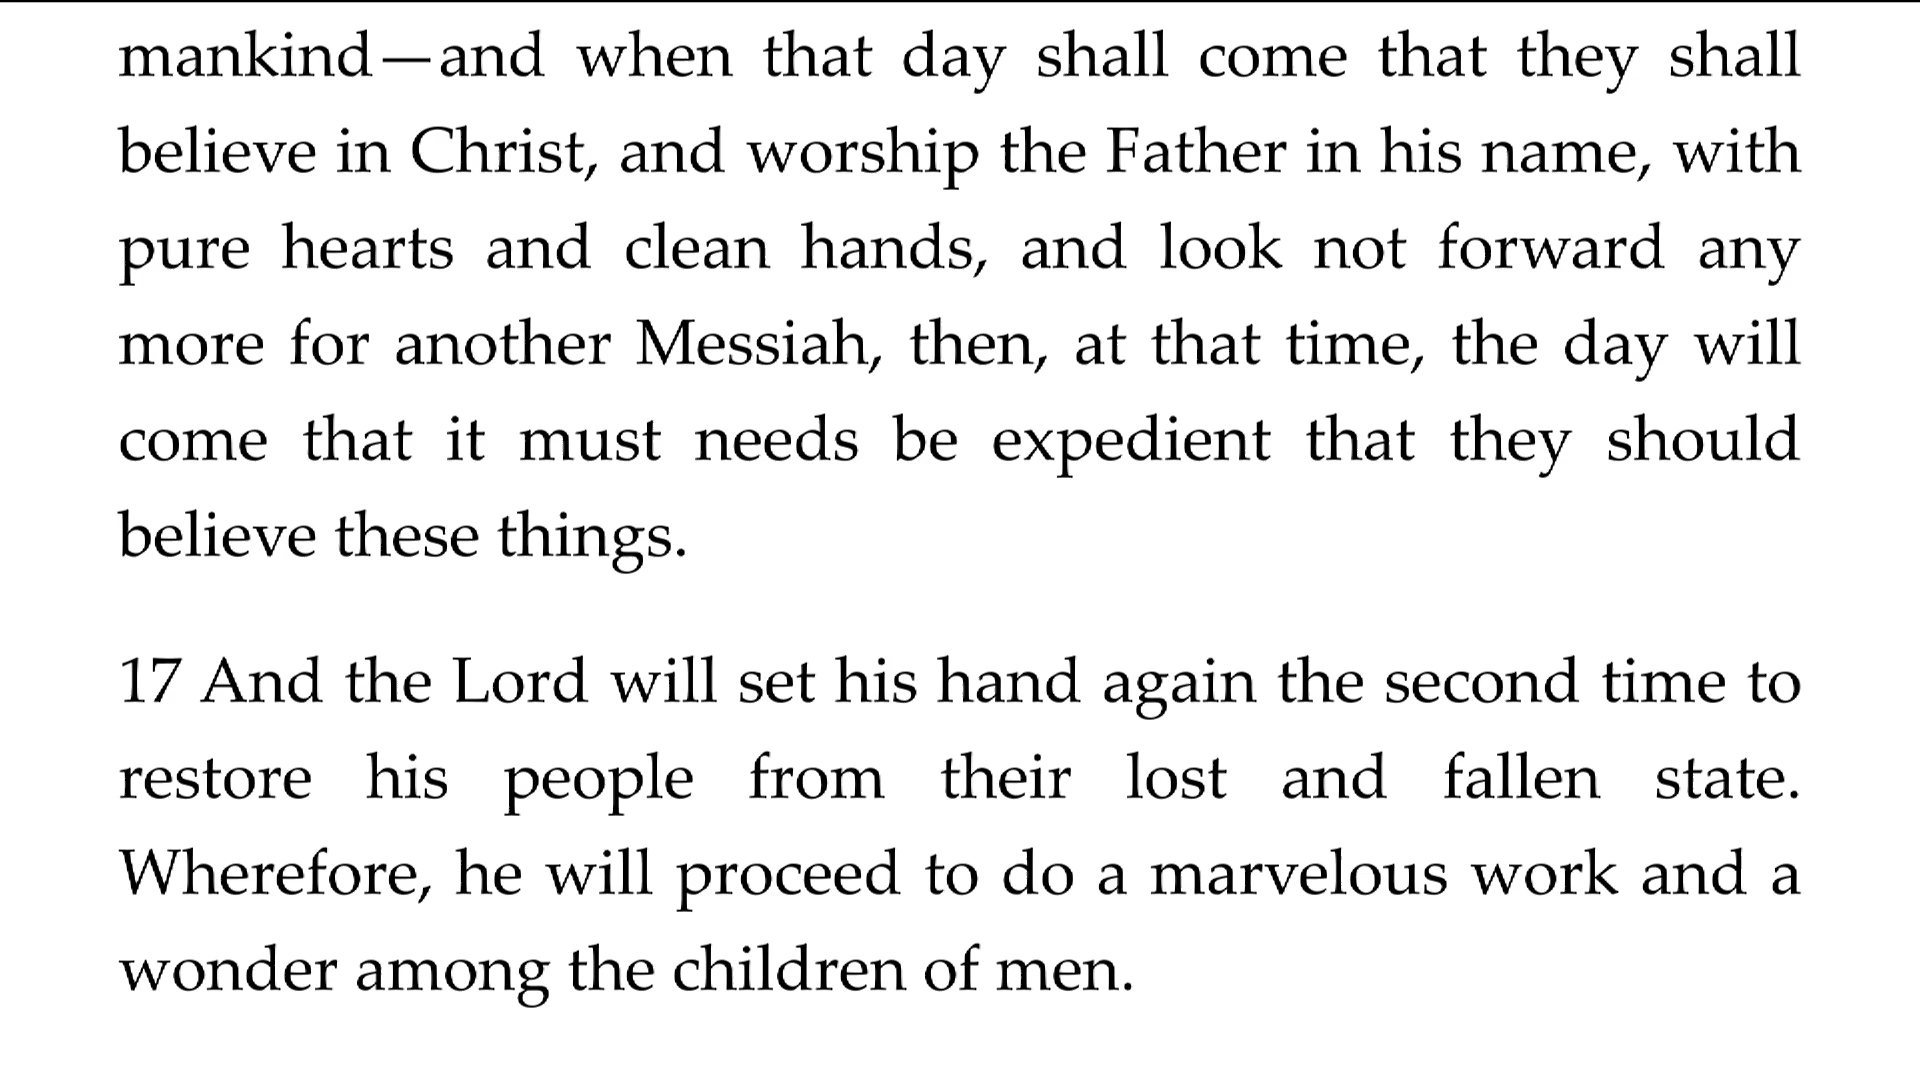 mankind—and when that day shall come that they shall
believe in Christ, and worship the Father in his name, with
pure hearts and clean hands, and look not forward any
more for another Messiah, then, at that time, the day will
come that it must needs be expedient that they should
believe these things.
17 And the Lord will set his hand again the second time to
restore his people from their lost and fallen state.
Wherefore, he will proceed to do a marvelous work and a
wonder among the children of men.